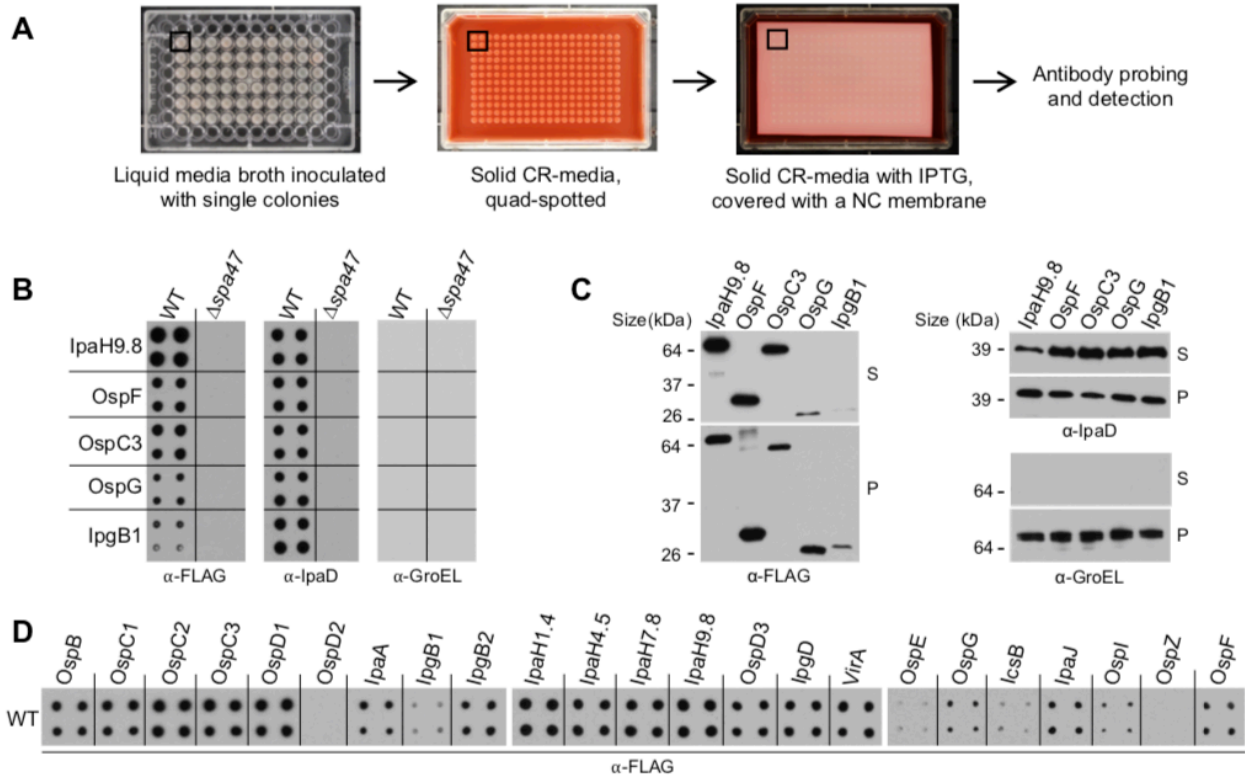 A
Liquid media broth inoculated
with single colonies
Solid CR-media,
quad-spotted
Solid CR-media with IPTG,
covered with a NC membrane
Antibody probing
and detection
B
WT Δspa47 WT Δspa47 WT Δspa47
IpaH9.8
OspF
OspC3
OspG
IpgB1
α-FLAG α-IpaD α-GroEL
C
Size(kDa) IpaH9.8 OspF OspC3 OspG IpgB1
64 -
37 -
26 -
S
64 -
37 -
26 -
P
α-FLAG
Size (kDa) IpaH9.8 OspF OspC3 OspG IpgB1
39 - S
39 - P
α-IpaD
64 - S
64 - P
α-GroEL
D
OspB OspC1 OspC2 OspC3 OspD1 OspD2 IpaA IpgB1 IpgB2 IpaH1.4 IpaH4.5 IpaH7.8 IpaH9.8 OspD3 IpgD VirA OspE OspG IcsB IpaJ OspI OspZ OspF
WT
α-FLAG